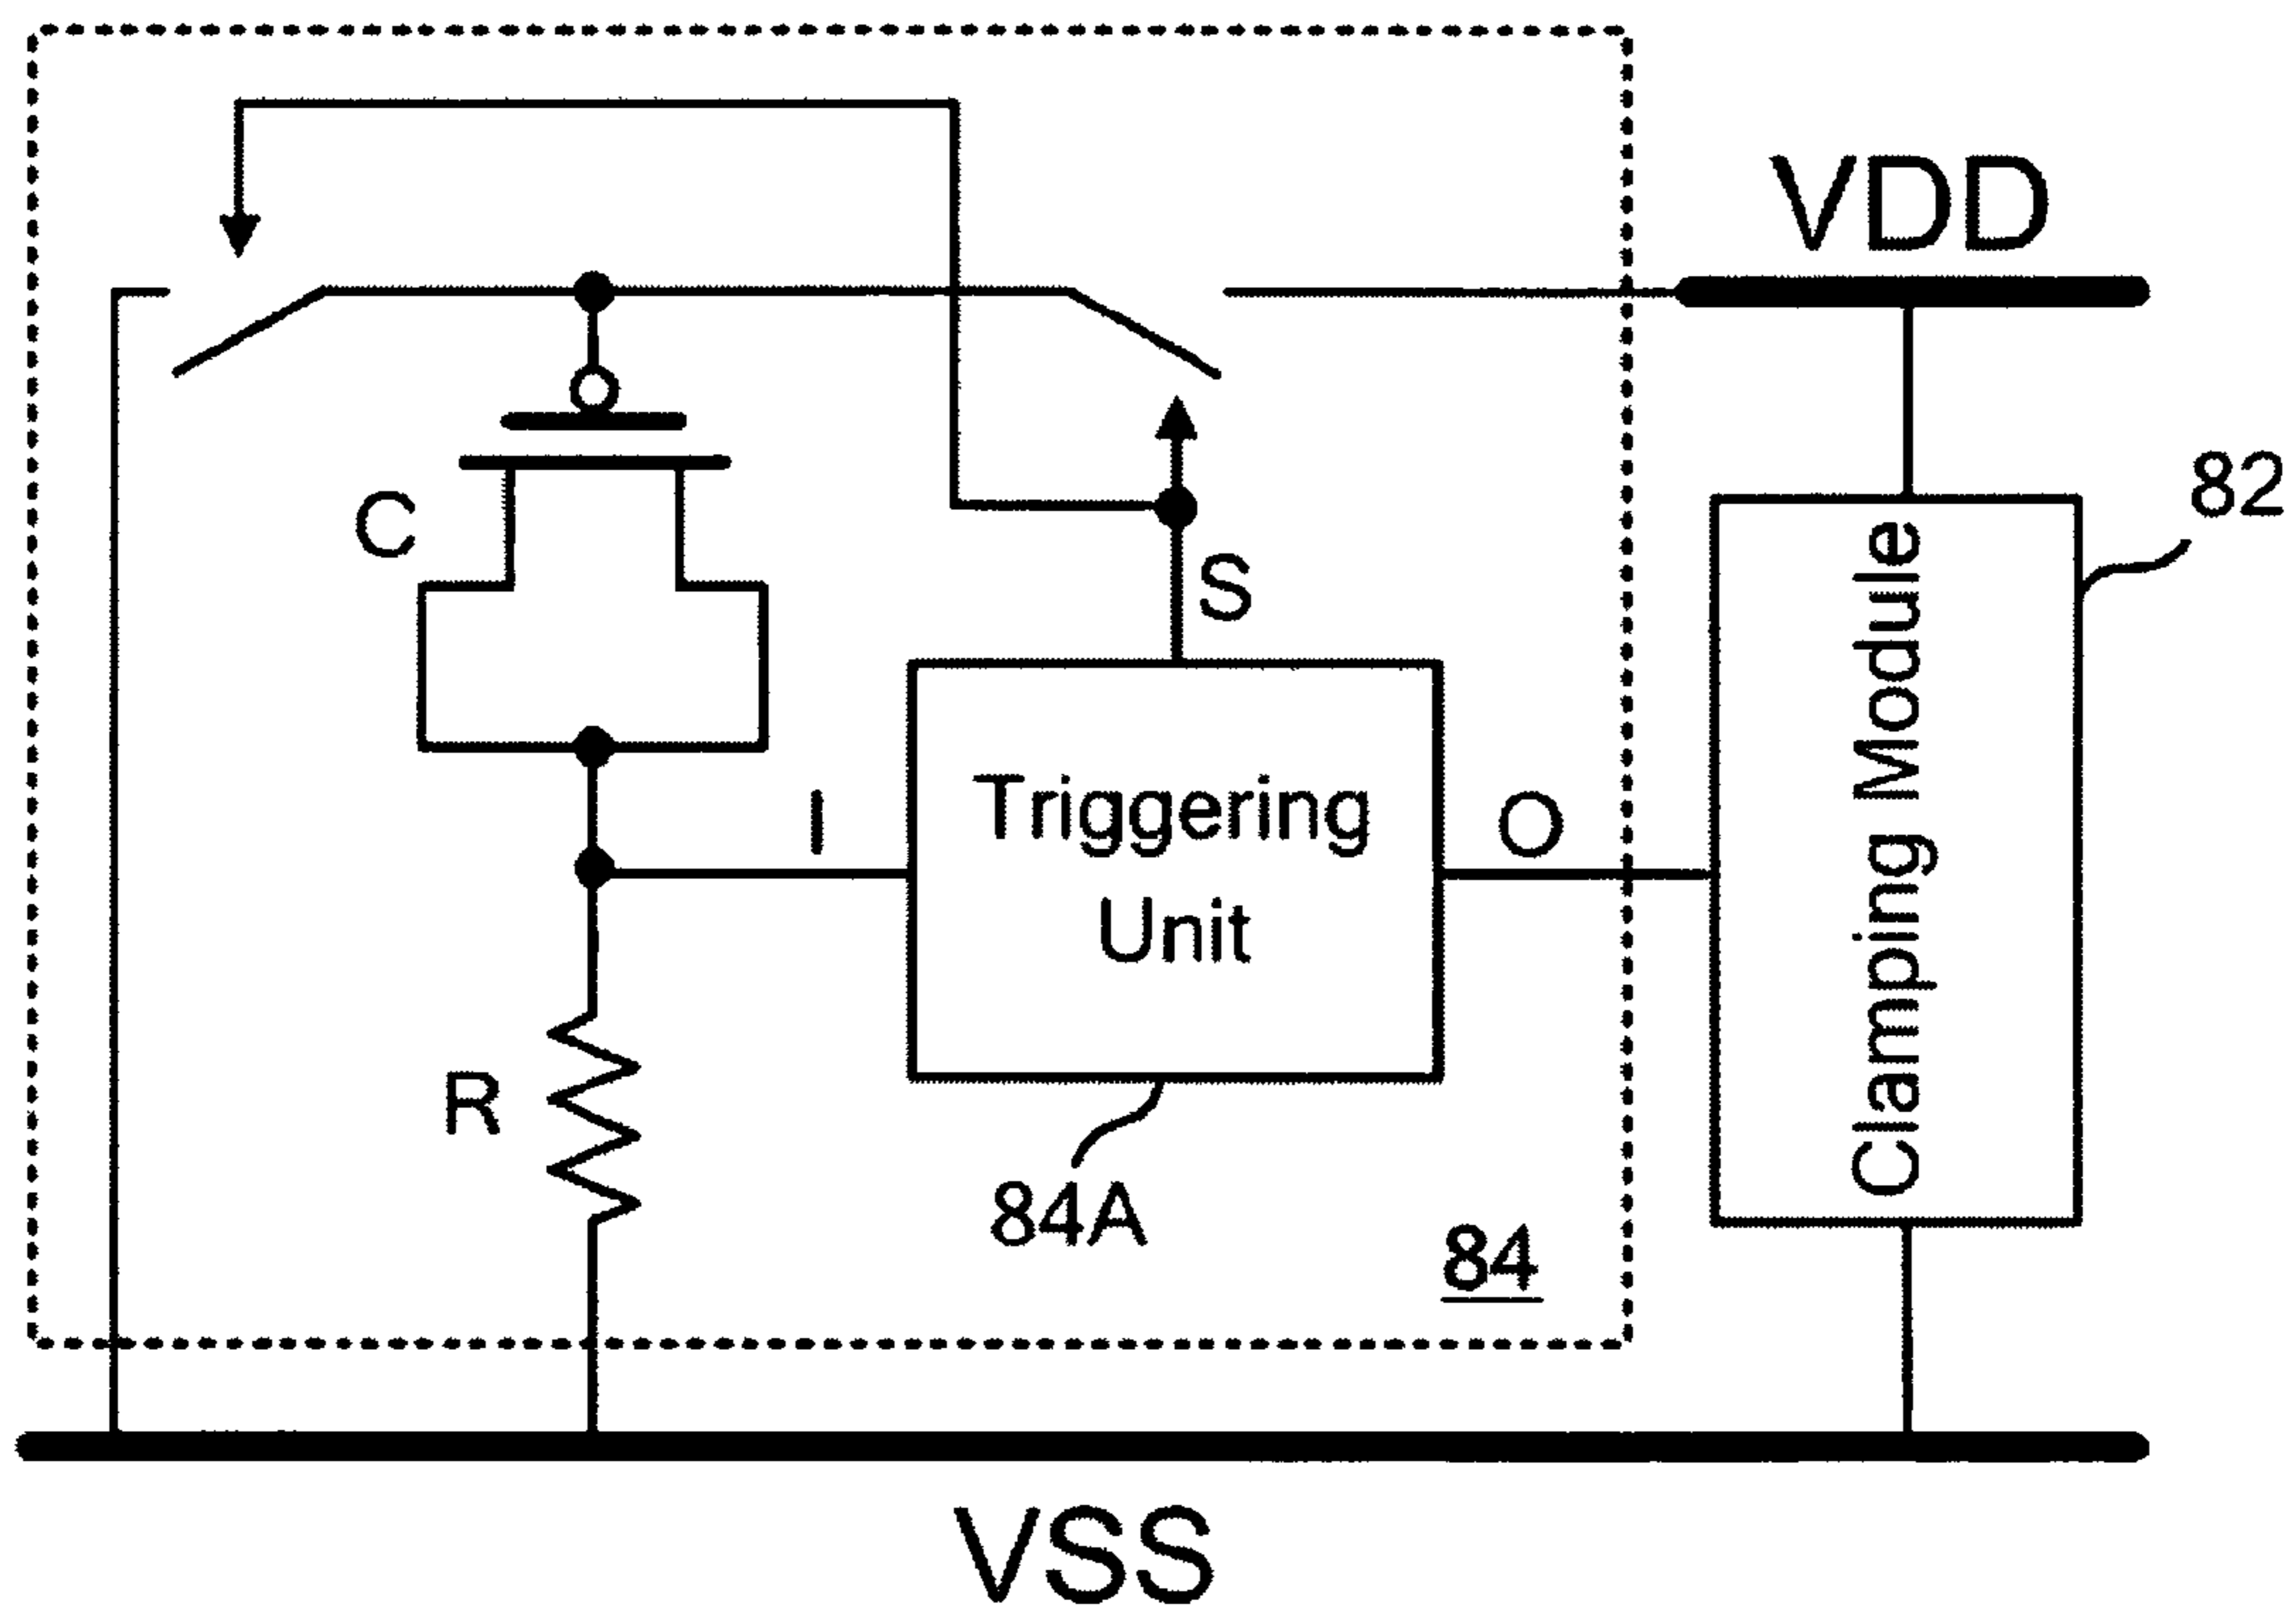 VDD
82
C
S
Clamping Module
I
Triggering
Unit
O
R
84A
84
VSS